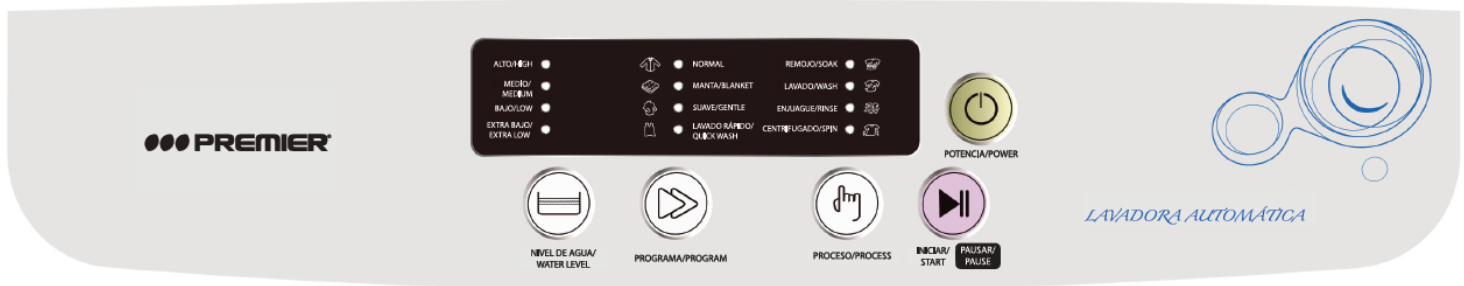 PREMIER®
ALTO/HIGH
MEDIO/
MEDIUM
BAJO/LOW
EXTRA BAJO/
EXTRA LOW
NORMAL
MANTA/BLANKET
SUAVE/GENTLE
LAVADO RÁPIDO/
QUICK WASH
REMOJO/SOAK
LAVADO/WASH
ENJUAGUE/RINSE
CENTRIFUGADO/SPIN
POTENCIA/POWER
NIVEL DE AGUA/
WATER LEVEL
PROGRAMA/PROGRAM
PROCESO/PROCESS
INICIAR/
START
PAUSAR/
PAUSE
LAVADORA AUTOMÁTICA